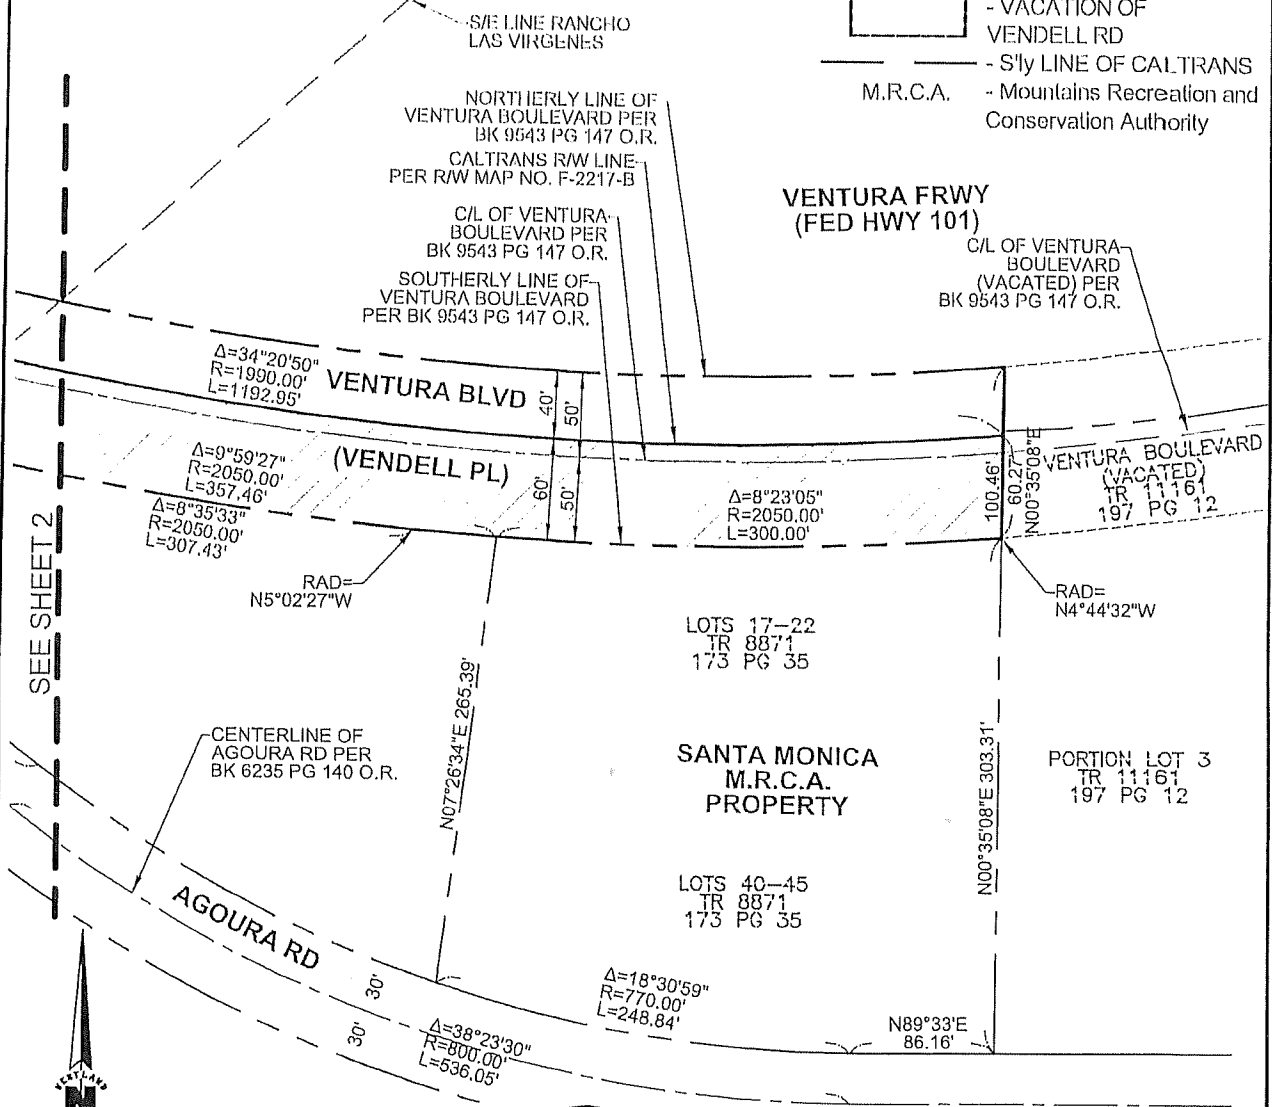 - VACATION OF
VENDELL RD
- S'ly LINE OF CALTRANS
M.R.C.A. - Mountains Recreation and
Conservation Authority
S/E LINE RANCHO
LAS VIRGENES
NORTHERLY LINE OF
VENTURA BOULEVARD PER
BK 9543 PG 147 O.R.
CALTRANS R/W LINE
PER R/W MAP NO. F-2217-B
C/L OF VENTURA
BOULEVARD PER
BK 9543 PG 147 O.R.
SOUTHERLY LINE OF
VENTURA BOULEVARD
PER BK 9543 PG 147 O.R.
VENTURA FRWY
(FED HWY 101)
C/L OF VENTURA
BOULEVARD
(VACATED) PER
BK 9543 PG 147 O.R.
Δ=34°20'50"
R=1990.00'
L=1192.95'
VENTURA BLVD
40'
50'
(VENDELL PL)
60'
50'
Δ=9°59'27"
R=2050.00'
L=357.46'
Δ=8°35'33"
R=2050.00'
L=307.43'
Δ=8°23'05"
R=2050.00'
L=300.00'
100.46'
60.27'
N00°35'08"E
VENTURA BOULEVARD
(VACATED)
TR 11161
197 PG 12
RAD=
N5°02'27"W
RAD=
N4°44'32"W
SEE SHEET 2
LOTS 17-22
TR 8871
173 PG 35
N07°26'34"E 265.39'
CENTERLINE OF
AGOURA RD PER
BK 6235 PG 140 O.R.
SANTA MONICA
M.R.C.A.
PROPERTY
N00°35'08"E 303.31'
PORTION LOT 3
TR 11161
197 PG 12
LOTS 40-45
TR 8871
173 PG 35
AGOURA RD
30'
30'
Δ=18°30'59"
R=770.00'
L=248.84'
N89°33'E
86.16'
Δ=38°23'30"
R=800.00'
L=536.05'
VENTLAND
N